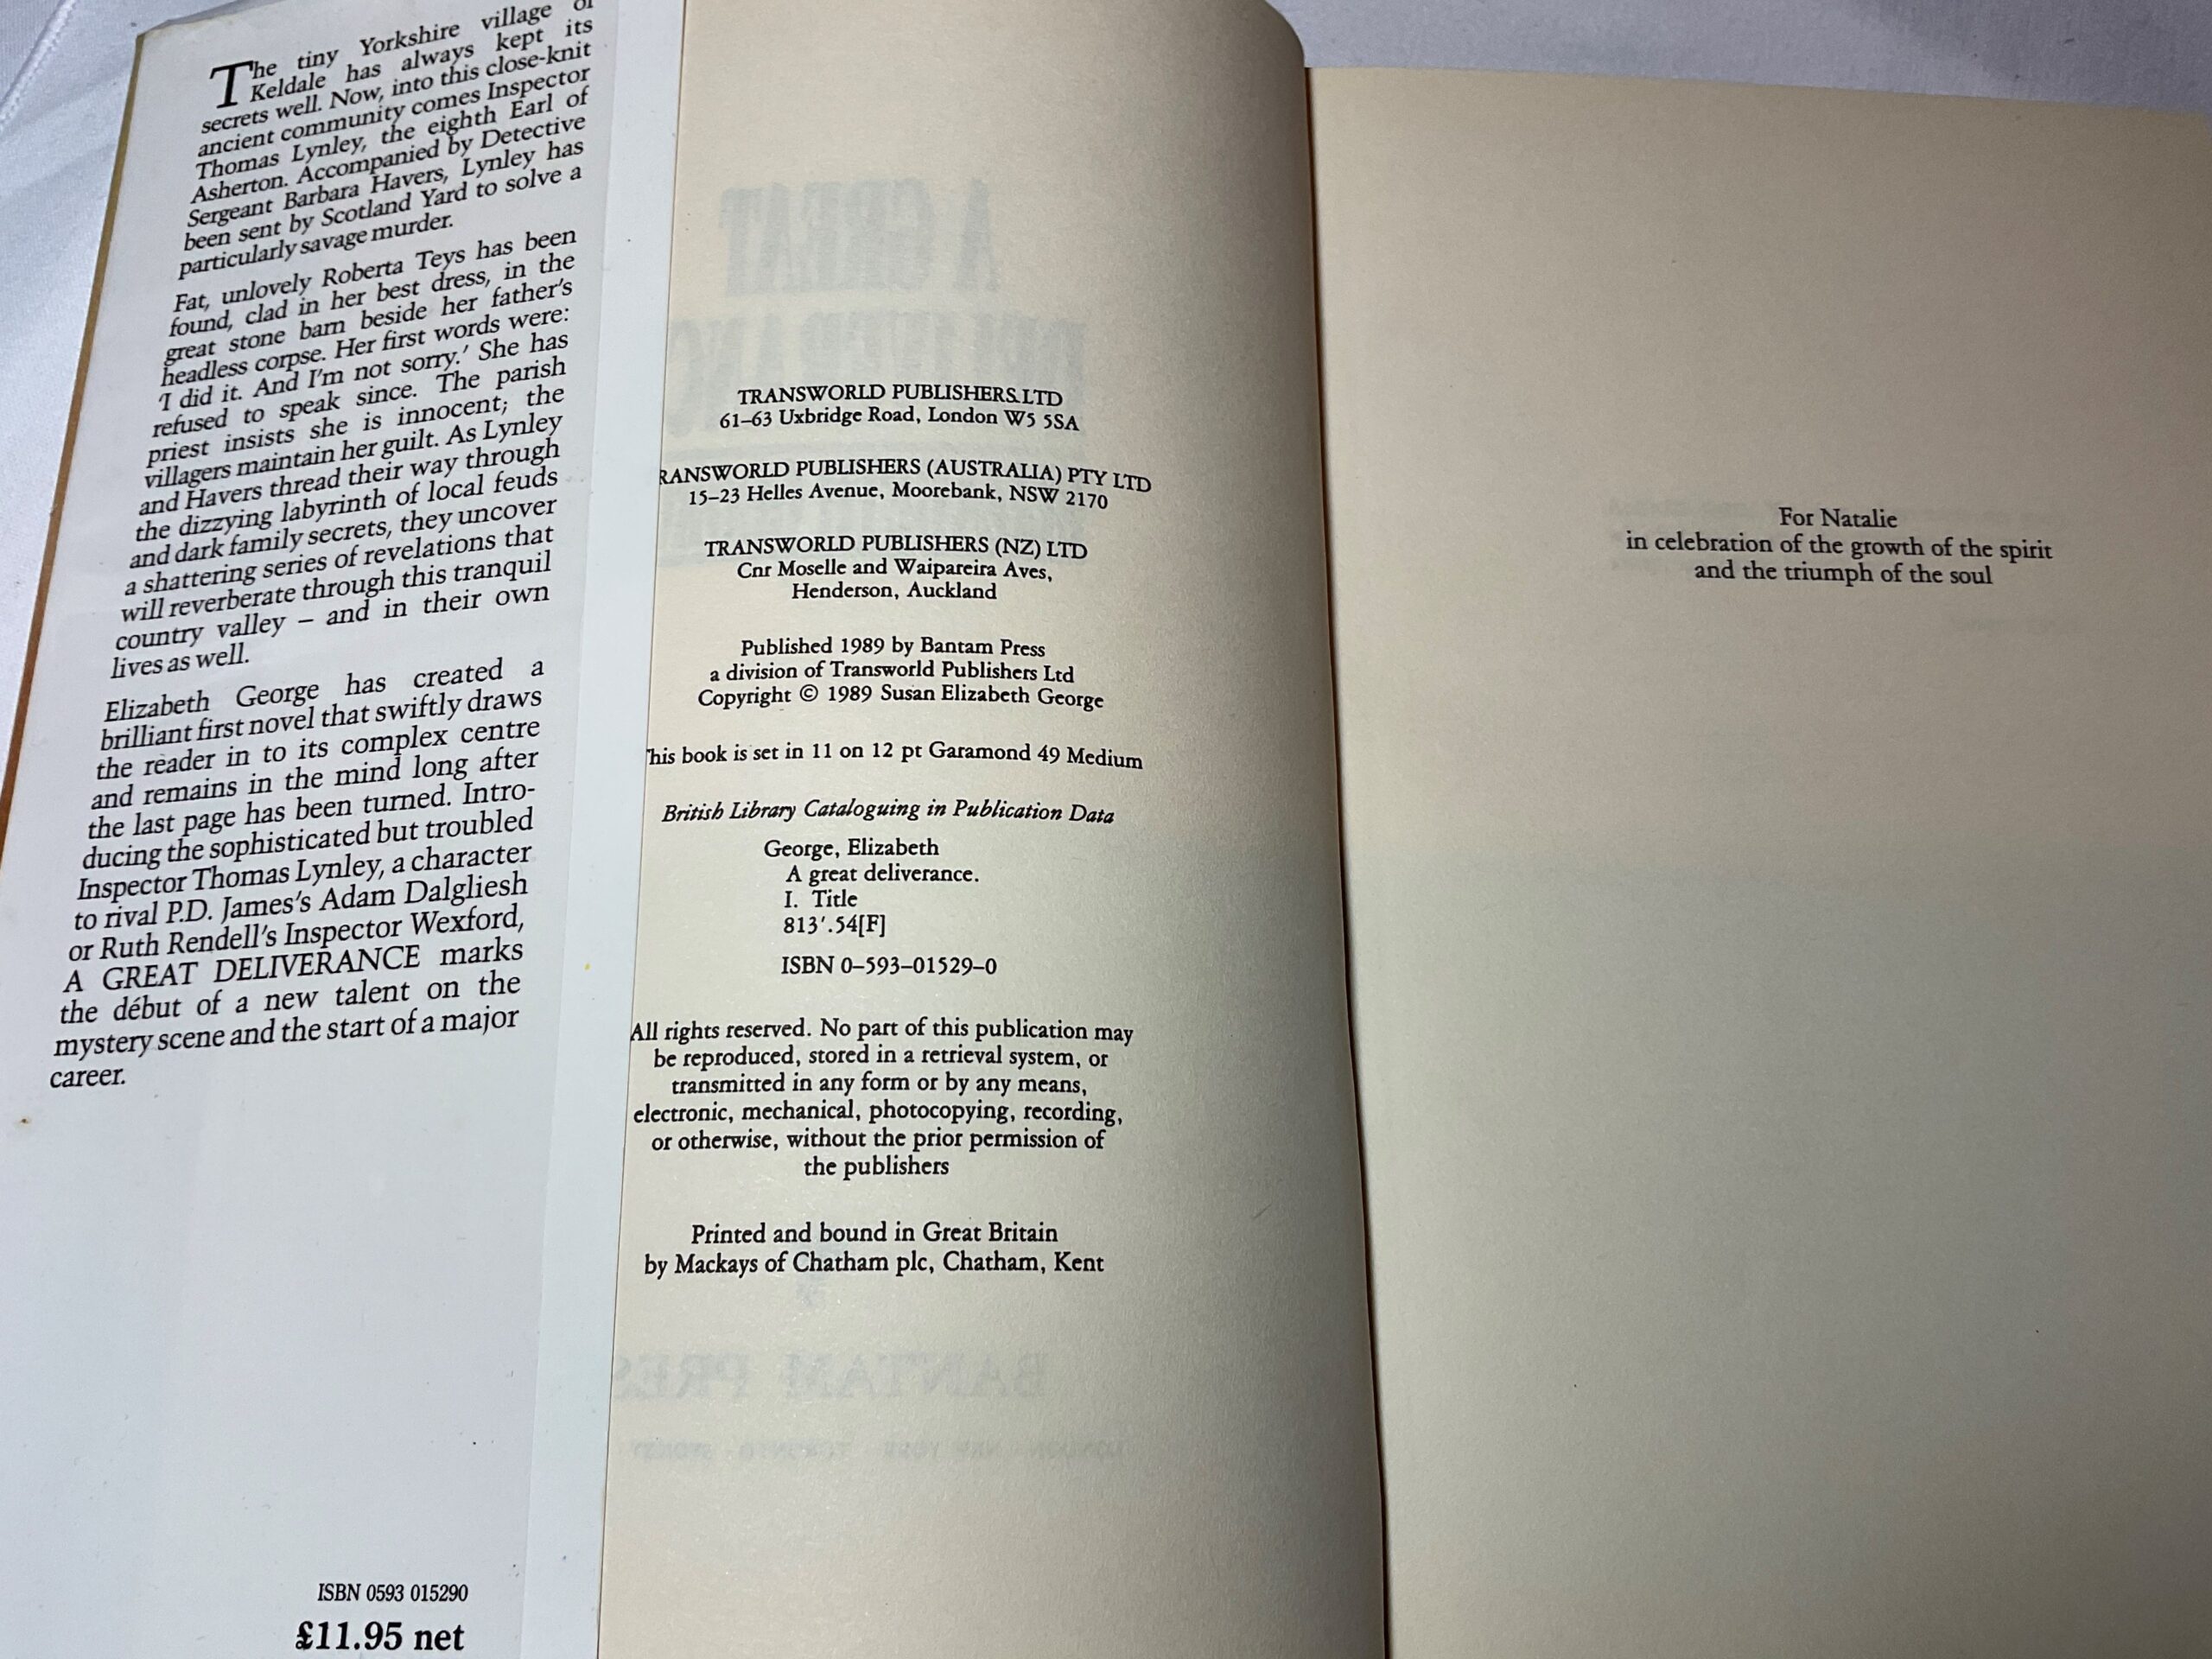 The tiny Yorkshire village of
Keldale has always kept its
secrets well. Now, into this close-knit
ancient community comes Inspector
Thomas Lynley, the eighth Earl of
Asherton. Accompanied by Detective
Sergeant Barbara Havers, Lynley has
been sent by Scotland Yard to solve a
particularly savage murder.
Fat, unlovely Roberta Teys has been
found, clad in her best dress, in the
great stone barn beside her father's
headless corpse. Her first words were:
'I did it. And I'm not sorry.' She has
refused to speak since. The parish
priest insists she is innocent; the
villagers maintain her guilt. As Lynley
and Havers thread their way through
the dizzying labyrinth of local feuds
and dark family secrets, they uncover
a shattering series of revelations that
will reverberate through this tranquil
country valley – and in their own
lives as well.
Elizabeth George has created a
brilliant first novel that swiftly draws
the reader in to its complex centre
and remains in the mind long after
the last page has been turned. Intro-
ducing the sophisticated but troubled
Inspector Thomas Lynley, a character
to rival P.D. James's Adam Dalgliesh
or Ruth Rendell's Inspector Wexford,
A GREAT DELIVERANCE marks
the début of a new talent on the
mystery scene and the start of a major
career.
ISBN 0593 015290
£11.95 net
TRANSWORLD PUBLISHERS LTD
61–63 Uxbridge Road, London W5 5SA
RANSWORLD PUBLISHERS (AUSTRALIA) PTY LTD
15–23 Helles Avenue, Moorebank, NSW 2170
TRANSWORLD PUBLISHERS (NZ) LTD
Cnr Moselle and Waipareira Aves,
Henderson, Auckland
Published 1989 by Bantam Press
a division of Transworld Publishers Ltd
Copyright © 1989 Susan Elizabeth George
This book is set in 11 on 12 pt Garamond 49 Medium
British Library Cataloguing in Publication Data
George, Elizabeth
A great deliverance.
I. Title
813'.54[F]
ISBN 0–593–01529–0
All rights reserved. No part of this publication may
be reproduced, stored in a retrieval system, or
transmitted in any form or by any means,
electronic, mechanical, photocopying, recording,
or otherwise, without the prior permission of
the publishers
Printed and bound in Great Britain
by Mackays of Chatham plc, Chatham, Kent
For Natalie
in celebration of the growth of the spirit
and the triumph of the soul